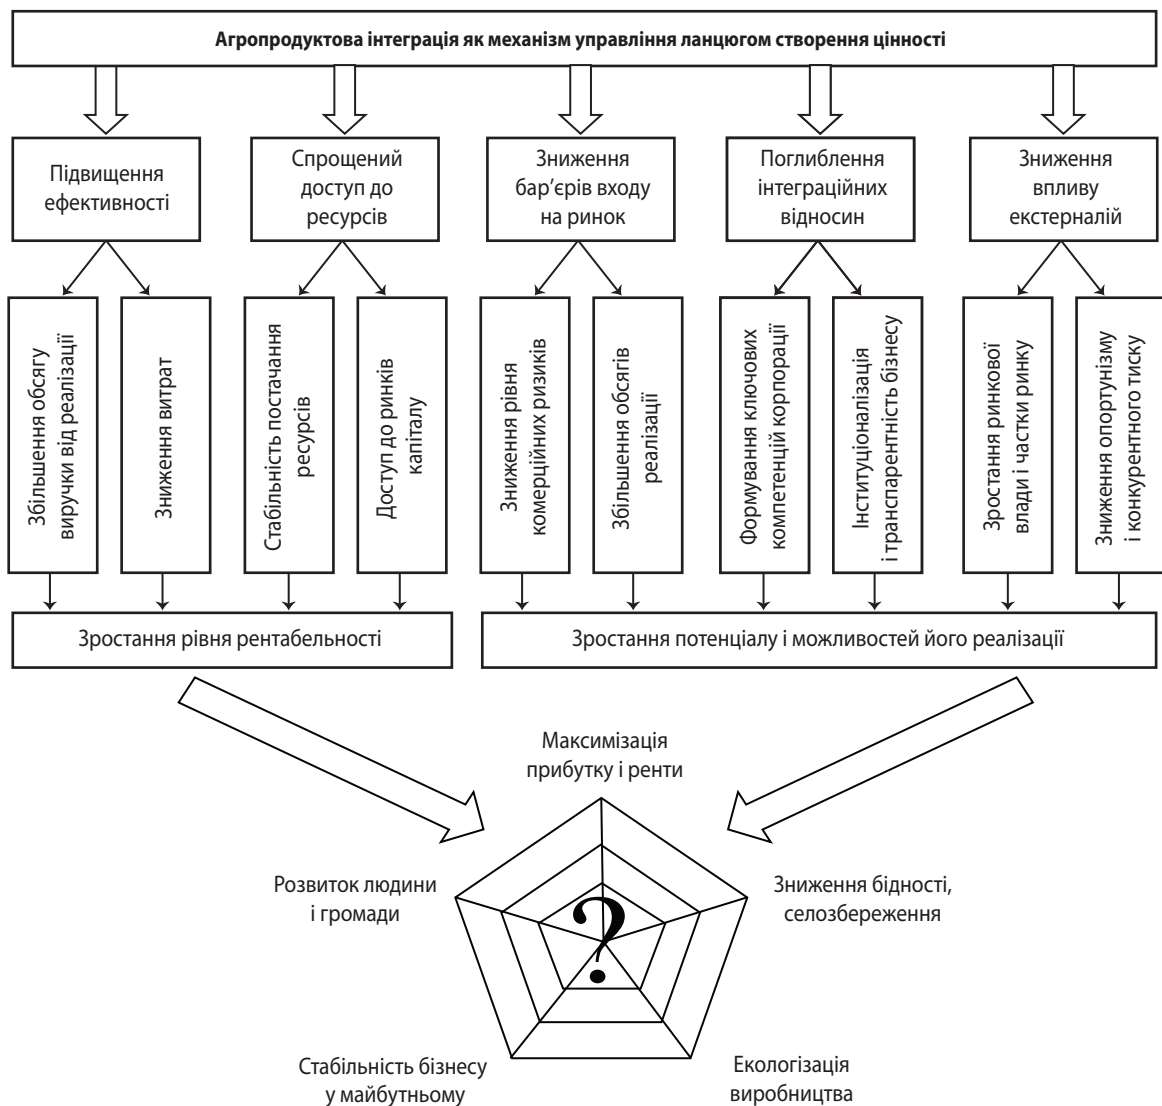 Агропродуктова інтеграція як механізм управління ланцюгом створення цінності
Підвищення
ефективності
Спрощений
доступ до
ресурсів
Зниження
бар’єрів входу
на ринок
Поглиблення
інтеграційних
відносин
Зниження
впливу
екстерналій
Збільшення обсягу
виручки від реалізації
Зниження витрат
Стабільність постачання
ресурсів
Доступ до ринків
капіталу
Зниження рівня
комерційних ризиків
Збільшення обсягів
реалізації
Формування ключових
компетенцій корпорації
Інституціоналізація
і транспарентність бізнесу
Зростання ринкової
влади і частки ринку
Зниження опортунізму
і конкурентного тиску
Зростання рівня рентабельності
Зростання потенціалу і можливостей його реалізації
Максимізація
прибутку і ренти
Розвиток людини
і громади
Зниження бідності,
селозбереження
?
Стабільність бізнесу
у майбутньому
Екологізація
виробництва